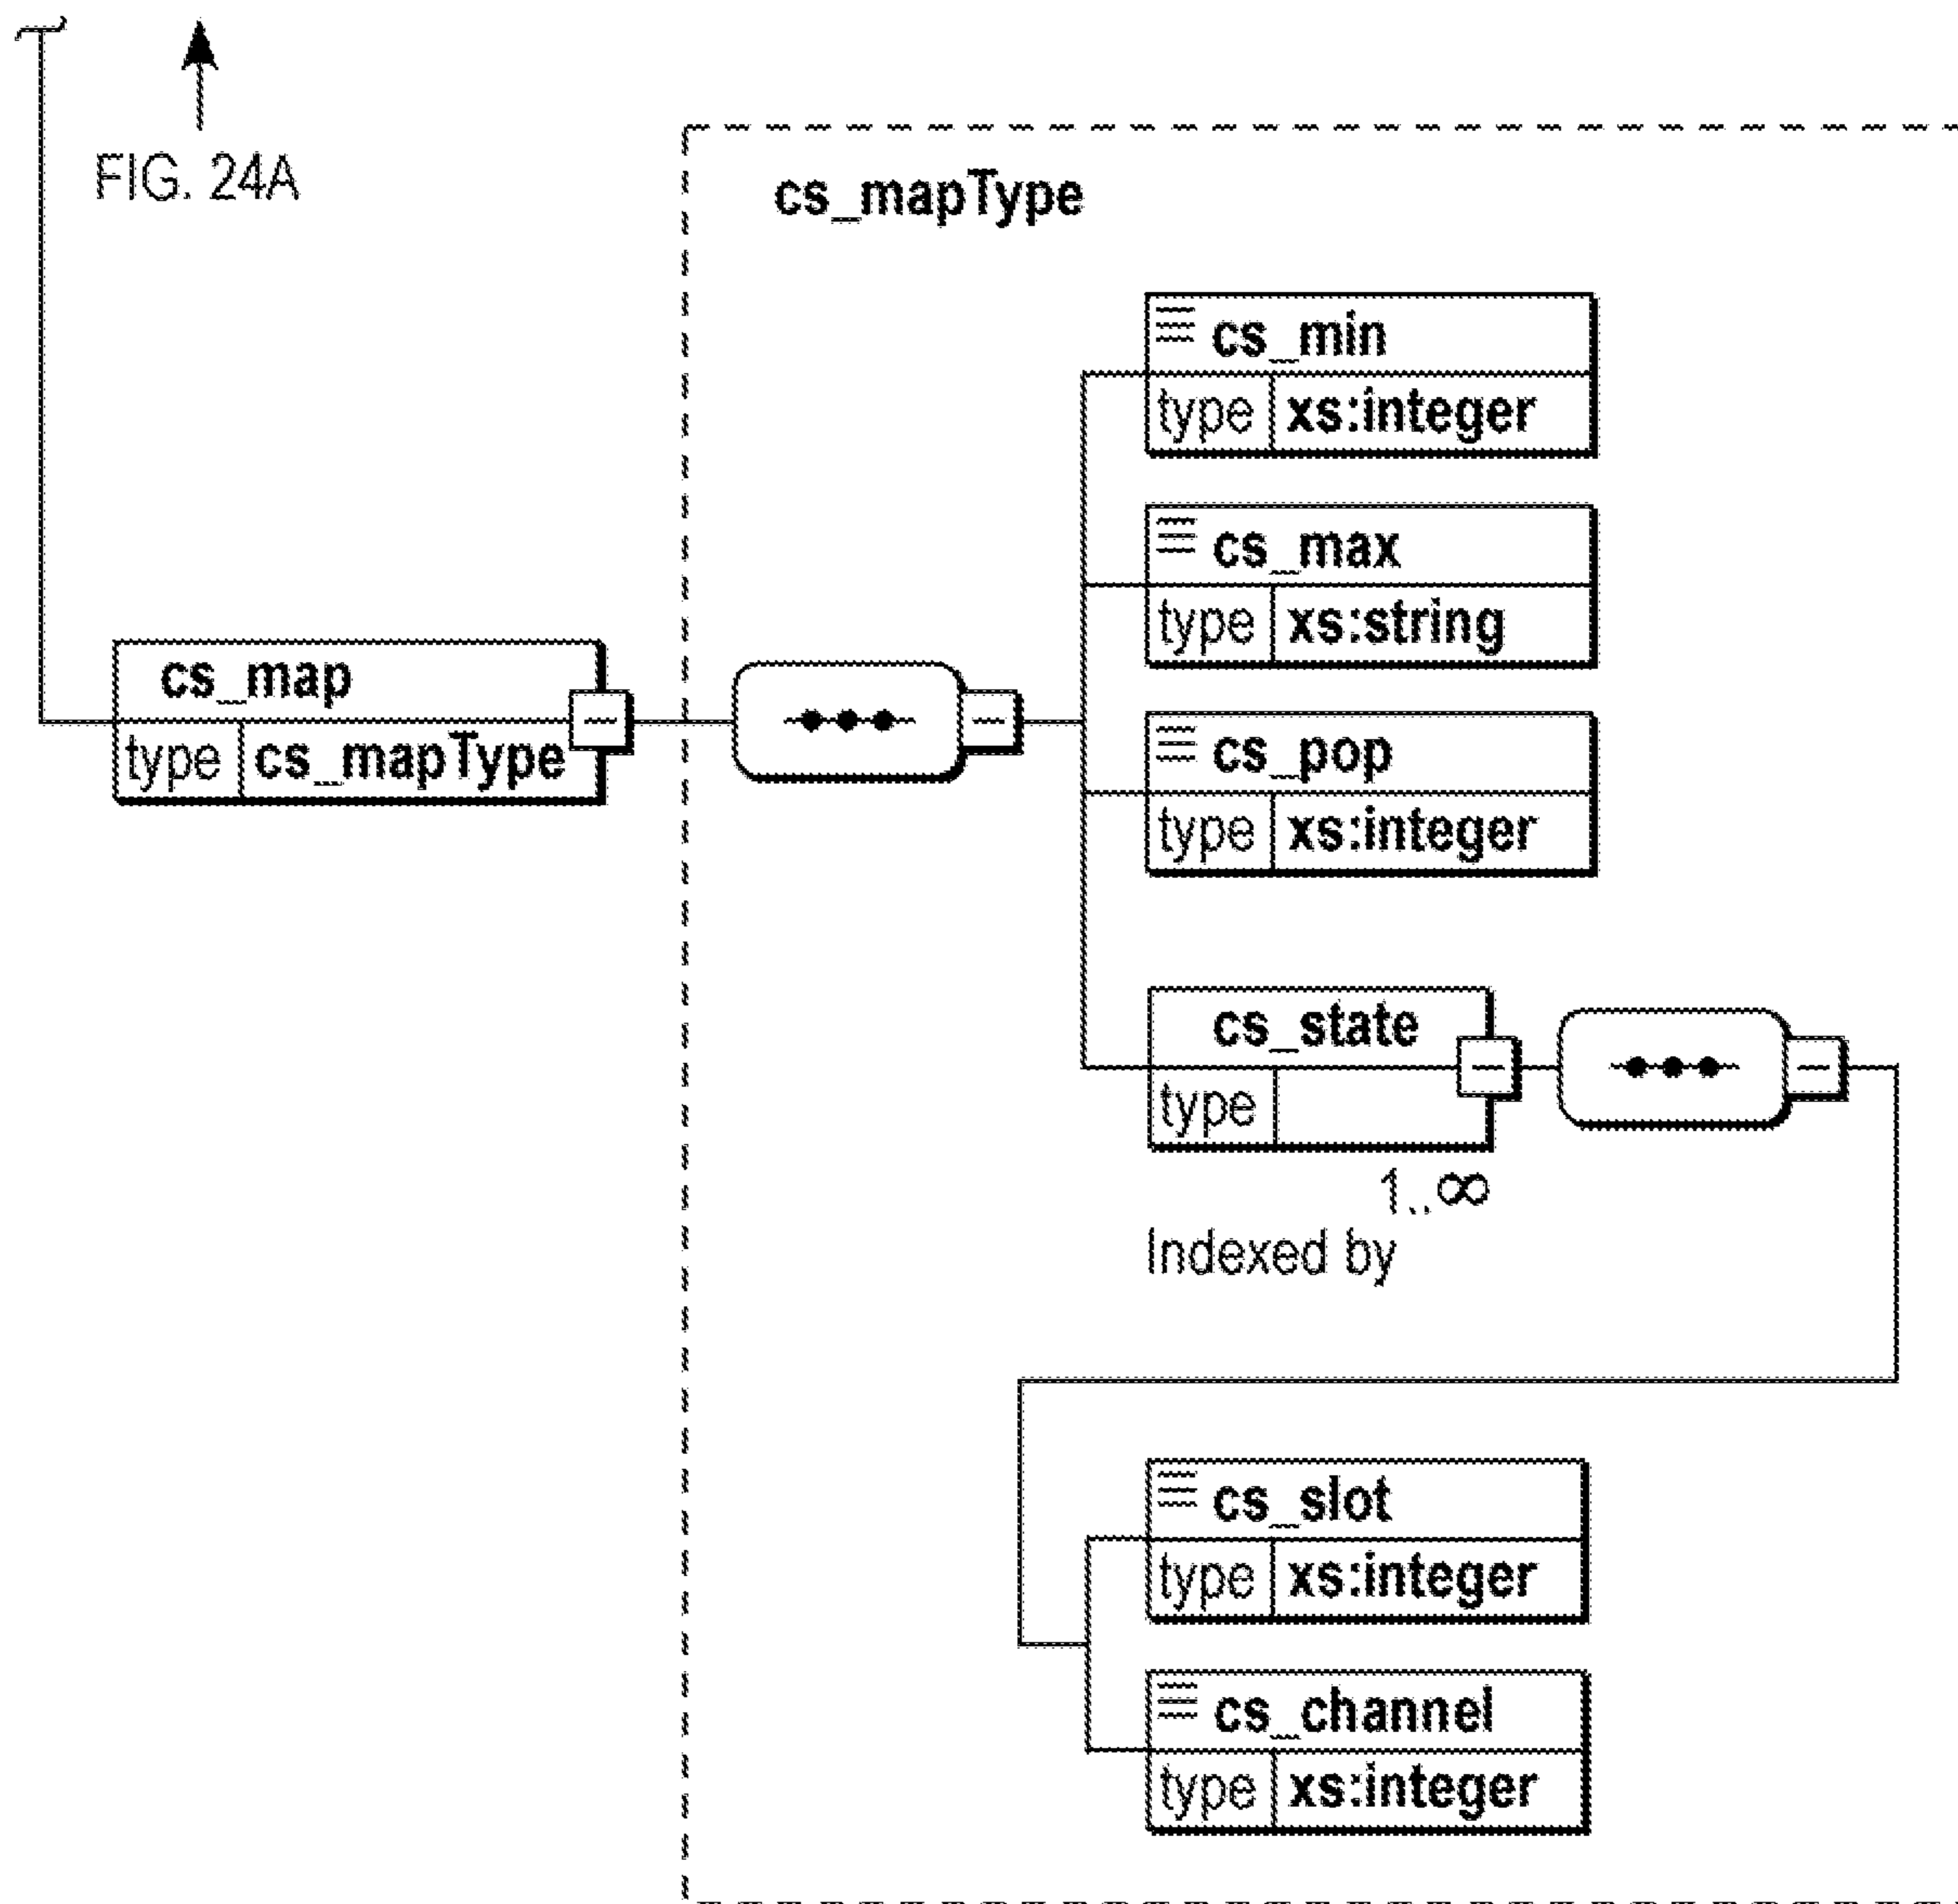 FIG. 24A
cs_mapType
cs_min
type xs:integer
cs_max
type xs:string
cs_map
type cs_mapType
cs_pop
type xs:integer
cs_state
type
1..∞
Indexed by
cs_slot
type xs:integer
cs_channel
type xs:integer